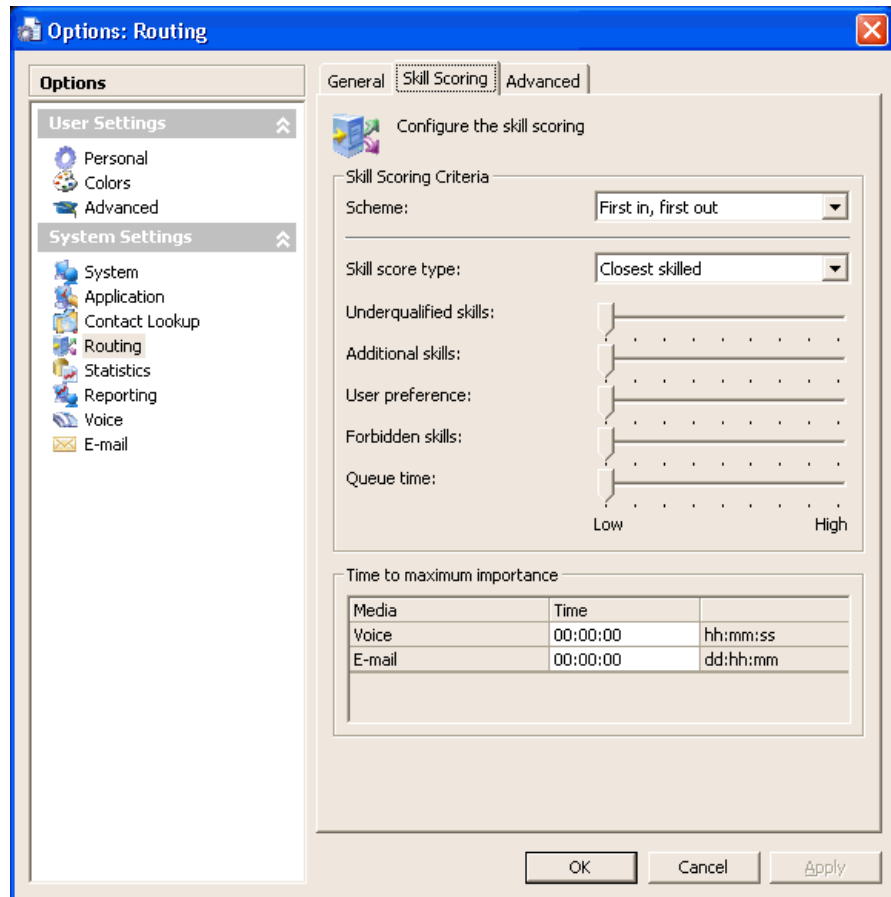 Options: Routing
Options
User Settings
Personal
Colors
Advanced
System Settings
System
Application
Contact Lookup
Routing
Statistics
Reporting
Voice
E-mail
General Skill Scoring Advanced
Configure the skill scoring
Skill Scoring Criteria
Scheme: First in, first out
Skill score type: Closest skilled
Underqualified skills:
Additional skills:
User preference:
Forbidden skills:
Queue time:
Low High
Time to maximum importance
Media Time
Voice 00:00:00 hh:mm:ss
E-mail 00:00:00 dd:hh:mm
OK Cancel Apply